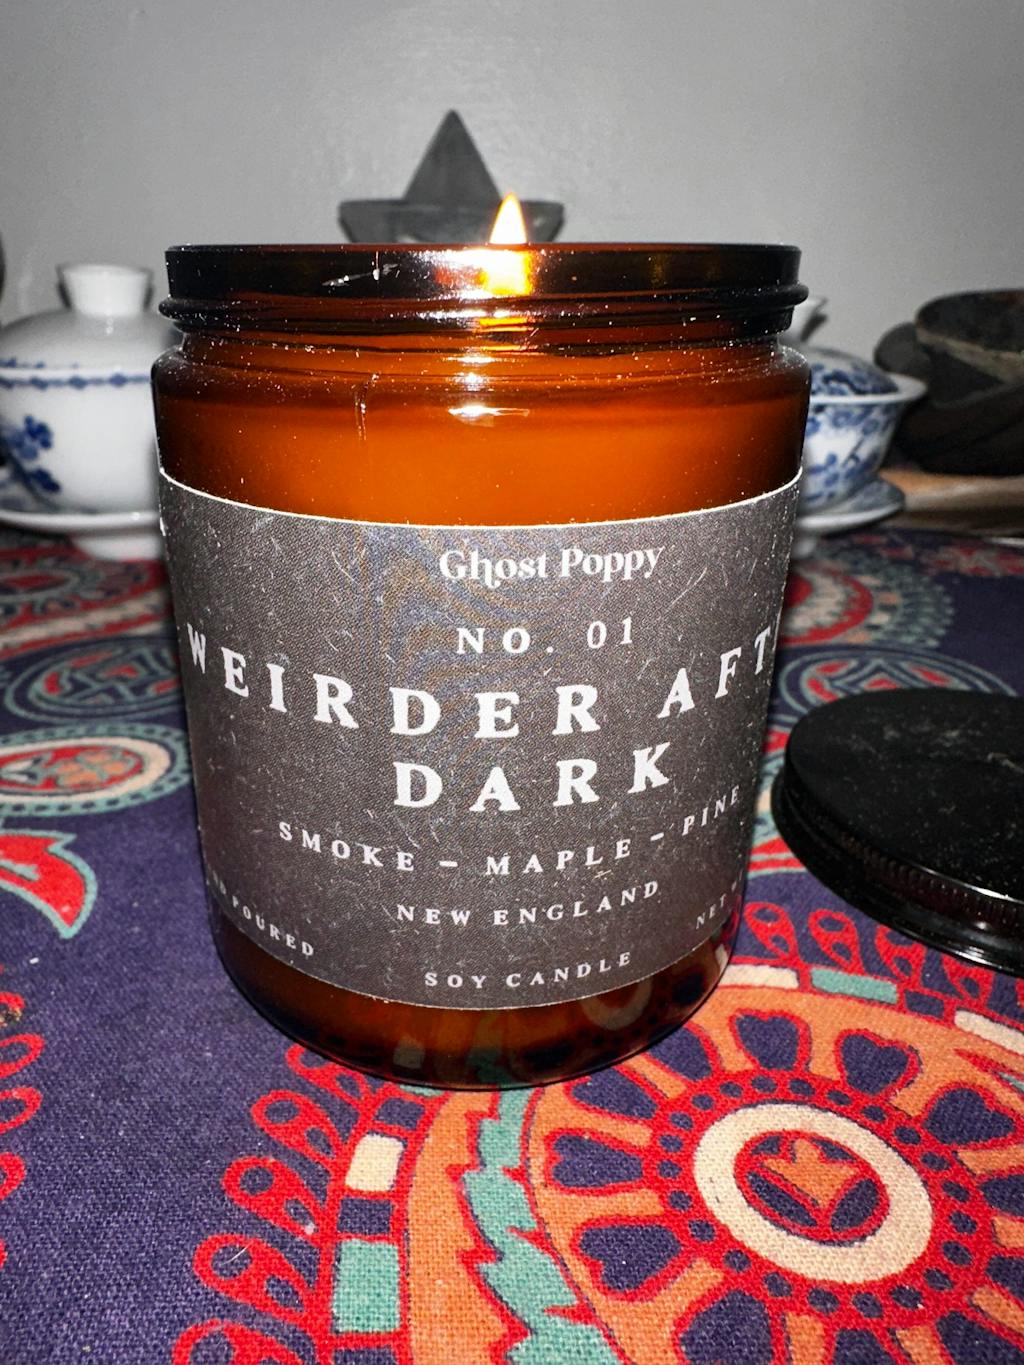 Ghost Poppy
NO. 01
WEIRDER AFT
DARK
SMOKE – MAPLE – PINE
NEW ENGLAND
POURED
NET
SOY CANDLE